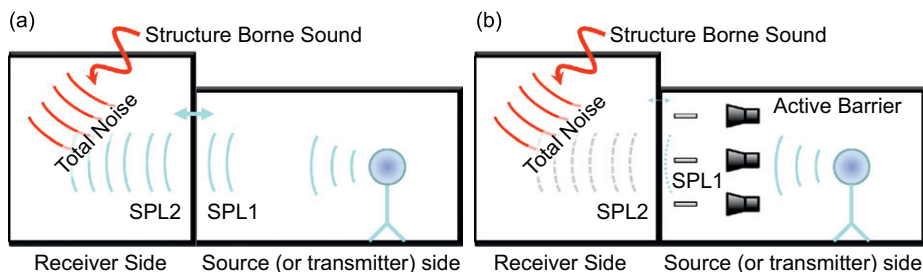 (a)
Structure Borne Sound
Total Noise
SPL2
SPL1
Receiver Side
Source (or transmitter) side
(b)
Structure Borne Sound
Active Barrier
Total Noise
SPL1
SPL2
Receiver Side
Source (or transmitter) side